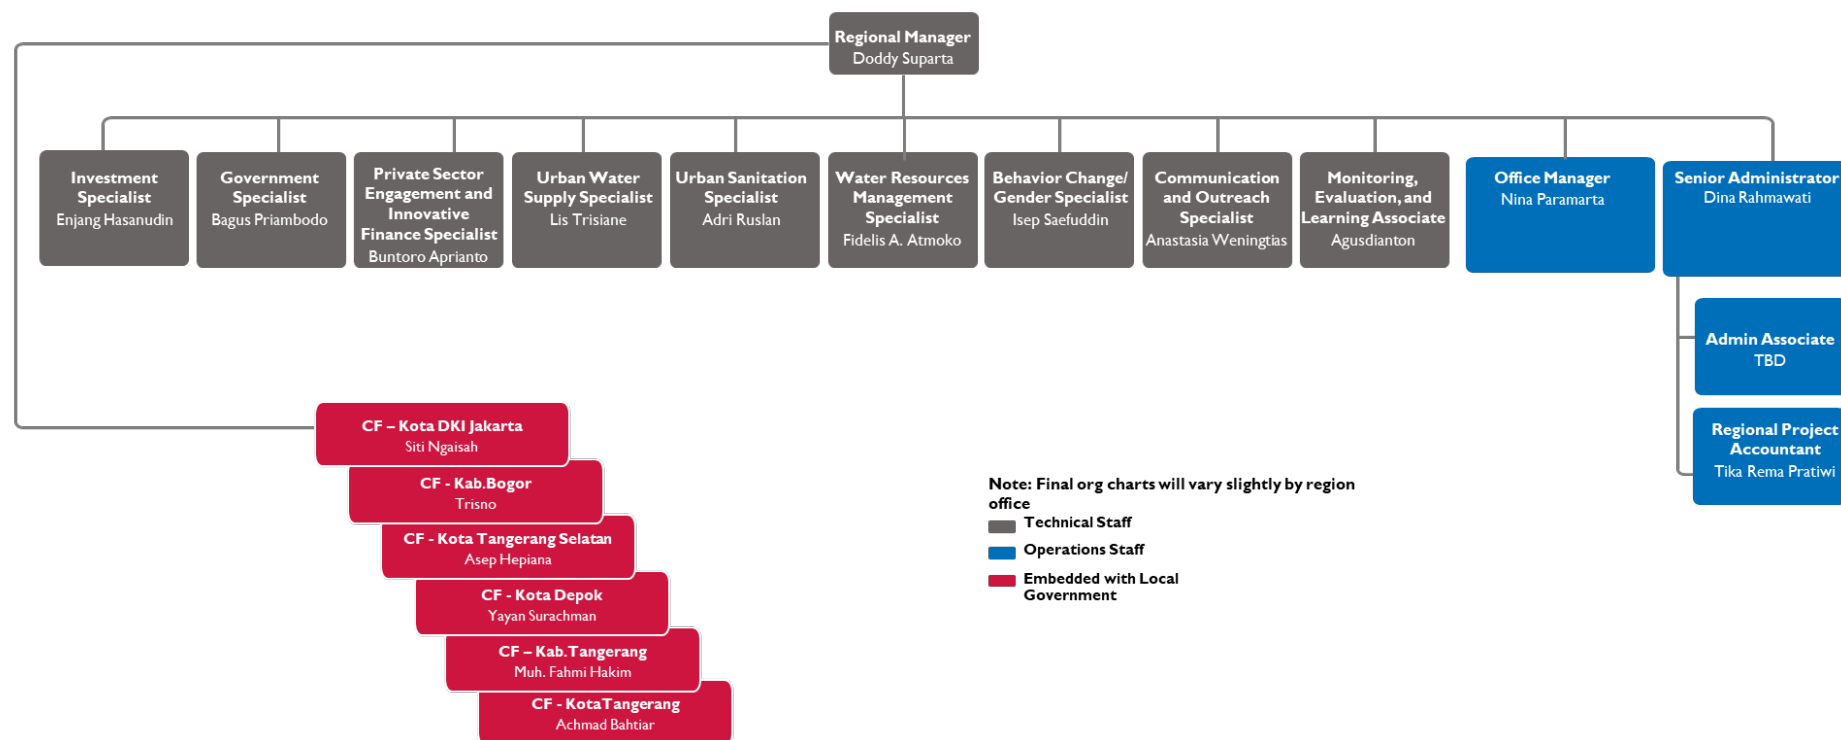 Regional Manager
Doddy Suparta
Investment
Specialist
Enjang Hasanudin
Government
Specialist
Bagus Priambodo
Private Sector
Engagement and
Innovative
Finance Specialist
Buntoro Aprianto
Urban Water
Supply Specialist
Lis Trisiane
Urban Sanitation
Specialist
Adri Ruslan
Water Resources
Management
Specialist
Fidelis A. Atmoko
Behavior Change/
Gender Specialist
Isep Saefuddin
Communication
and Outreach
Specialist
Anastasia Weningtias
Monitoring,
Evaluation, and
Learning Associate
Agusdianton
Office Manager
Nina Paramarta
Senior Administrator
Dina Rahmawati
Admin Associate
TBD
Regional Project
Accountant
Tika Rema Pratiwi
CF – Kota DKI Jakarta
Siti Ngaisah
CF - Kab.Bogor
Trisno
CF - Kota Tangerang Selatan
Asep Hepiana
CF - Kota Depok
Yayan Surachman
CF – Kab.Tangerang
Muh. Fahmi Hakim
CF - KotaTangerang
Achmad Bahtiar
Note: Final org charts will vary slightly by region
office
Technical Staff
Operations Staff
Embedded with Local
Government